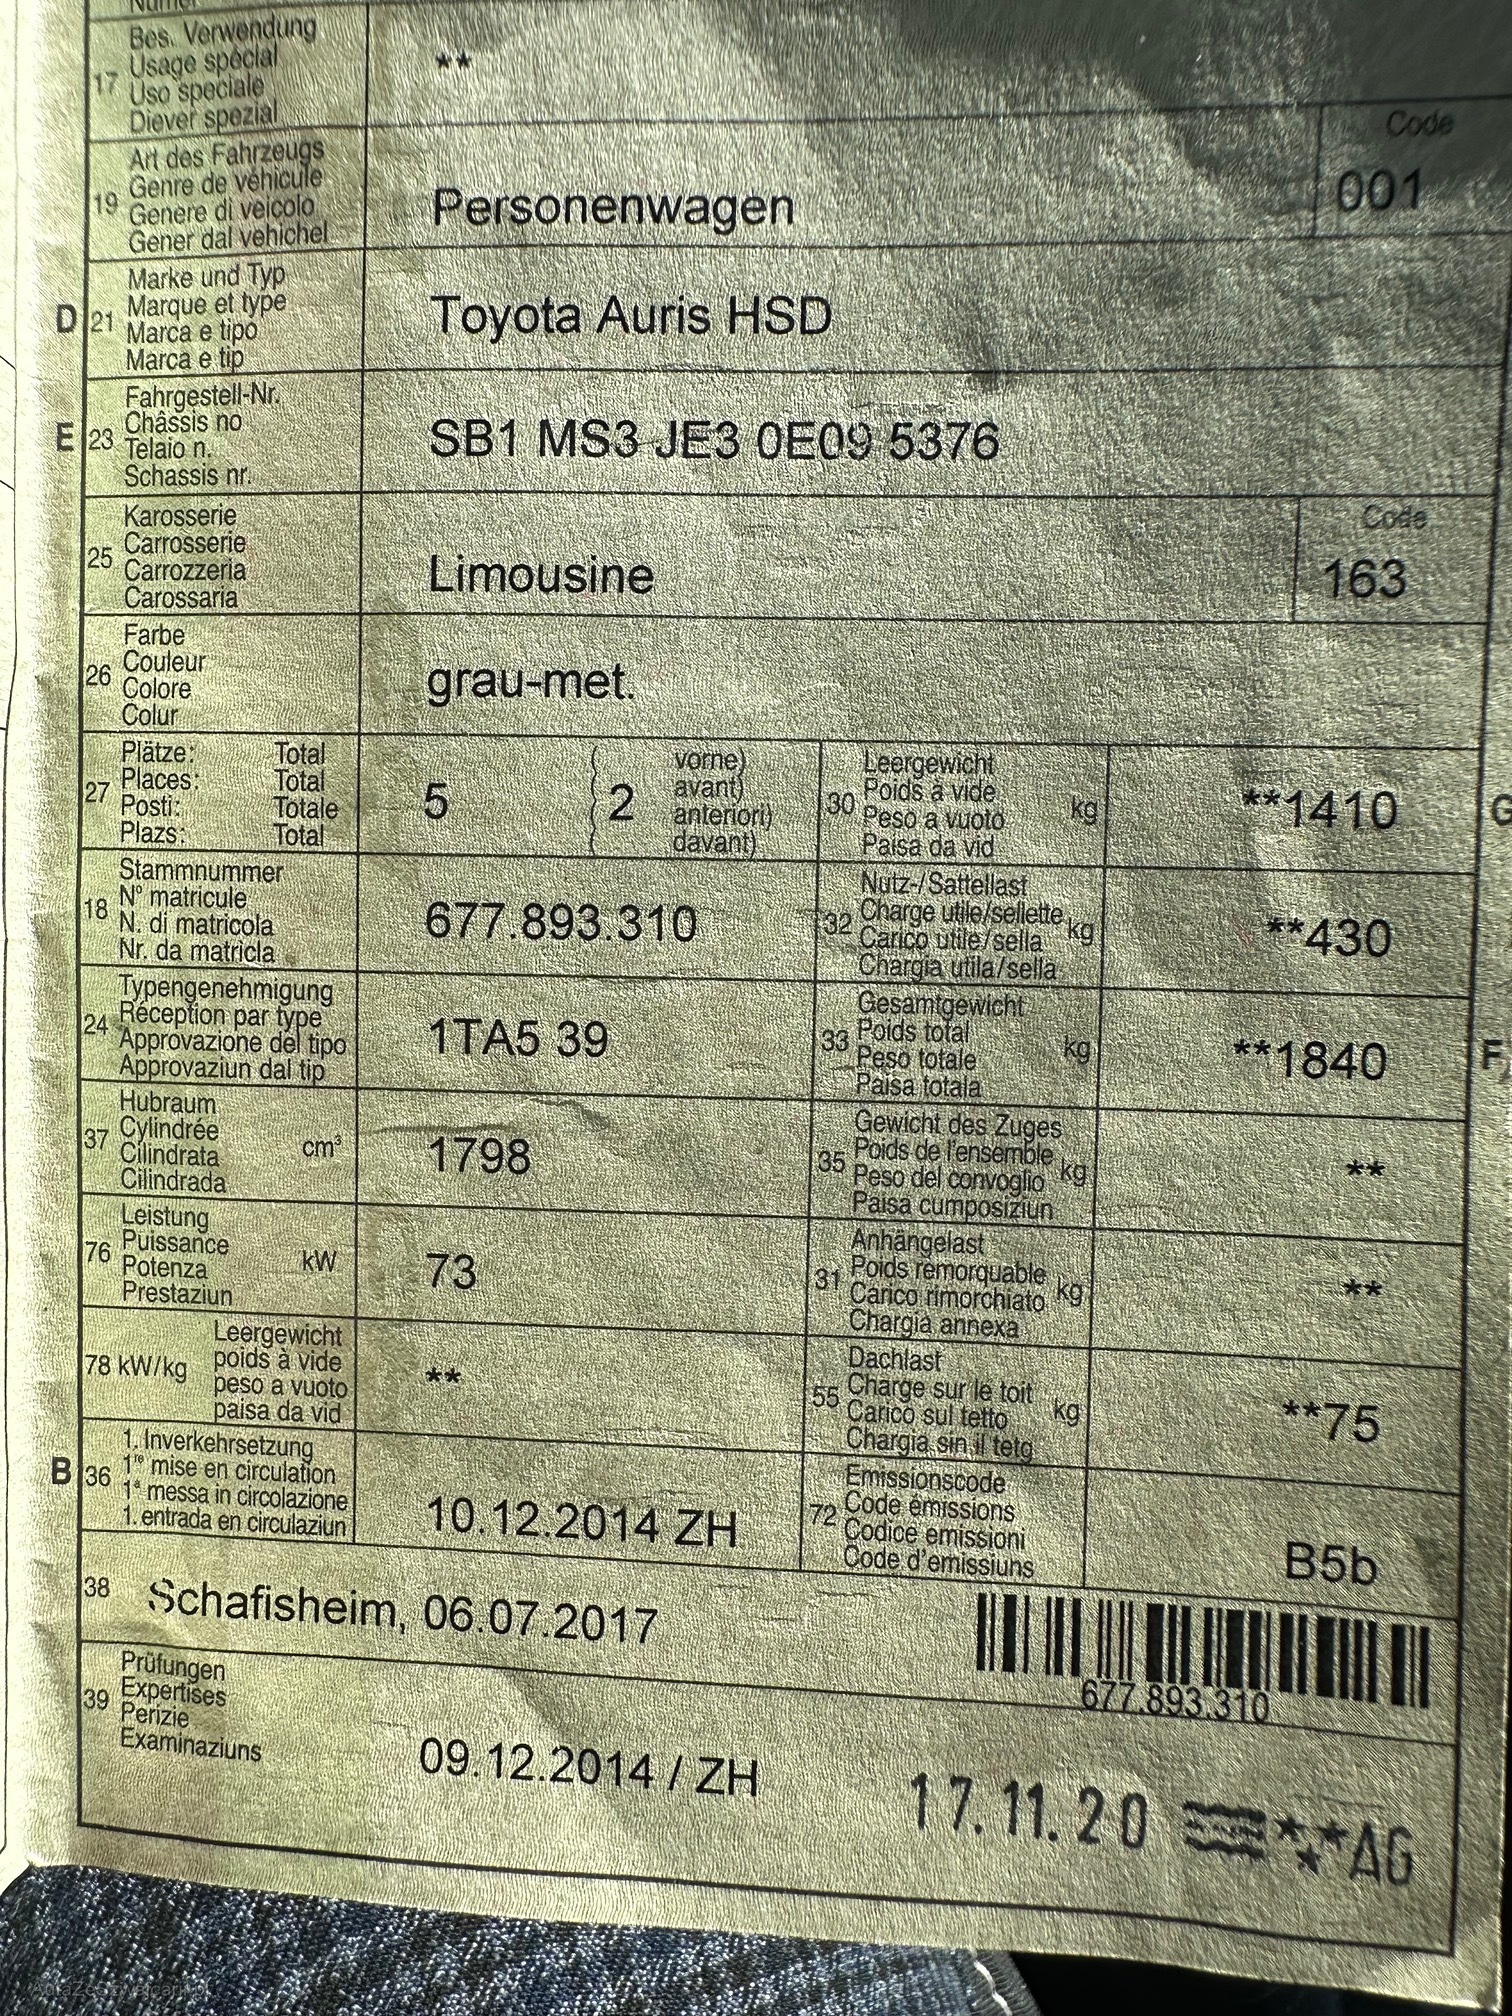 17 Bes. Verwendung
Usage spécial
Uso speciale
Diever spezial
**
19 Art des Fahrzeugs
Genre de véhicule
Genere di veicolo
Gener dal vehichel
Personenwagen
Code
001
D 21 Marke und Typ
Marque et type
Marca e tipo
Marca e tip
Toyota Auris HSD
E 23 Fahrgestell-Nr.
Châssis no
Telaio n.
Schassis nr.
SB1 MS3 JE3 0E09 5376
25 Karosserie
Carrosserie
Carrozzeria
Carossaria
Limousine
Code
163
26 Farbe
Couleur
Colore
Colur
grau-met.
27 Plätze: Total
Places: Total
Posti: Totale
Plazs: Total
5
2
vorne)
avant)
anteriori)
davant)
30 Leergewicht
Poids à vide
Peso a vuoto
Paisa da vid
kg
**1410
G
18 Stammnummer
N° matricule
N. di matricola
Nr. da matricla
677.893.310
32 Nutz-/Sattellast
Charge utile/sellette
Carico utile/sella
Chargia utila/sella
kg
**430
24 Typengenehmigung
Réception par type
Approvazione del tipo
Approvaziun dal tip
1TA5 39
33 Gesamtgewicht
Poids total
Peso totale
Paisa totala
kg
**1840
F
37 Hubraum
Cylindrée
Cilindrata
Cilindrada
cm³
1798
35 Gewicht des Zuges
Poids de l'ensemble
Peso del convoglio
Paisa cumposiziun
kg
**
76 Leistung
Puissance
Potenza
Prestaziun
kW
73
31 Anhängelast
Poids remorquable
Carico rimorchiato
Chargia annexa
kg
**
78 kW/kg
Leergewicht
poids à vide
peso a vuoto
paisa da vid
**
55 Dachlast
Charge sur le toit
Carico sul tetto
Chargia sin il tetg
kg
**75
B 36 1. Inverkehrsetzung
1re mise en circulation
1a messa in circolazione
1. entrada en circulaziun
10.12.2014 ZH
72 Emissionscode
Code émissions
Codice emissioni
Code d'emissiuns
B5b
38 Schafisheim, 06.07.2017
677.893.310
39 Prüfungen
Expertises
Perizie
Examinaziuns
09.12.2014 / ZH
17.11.20
AG